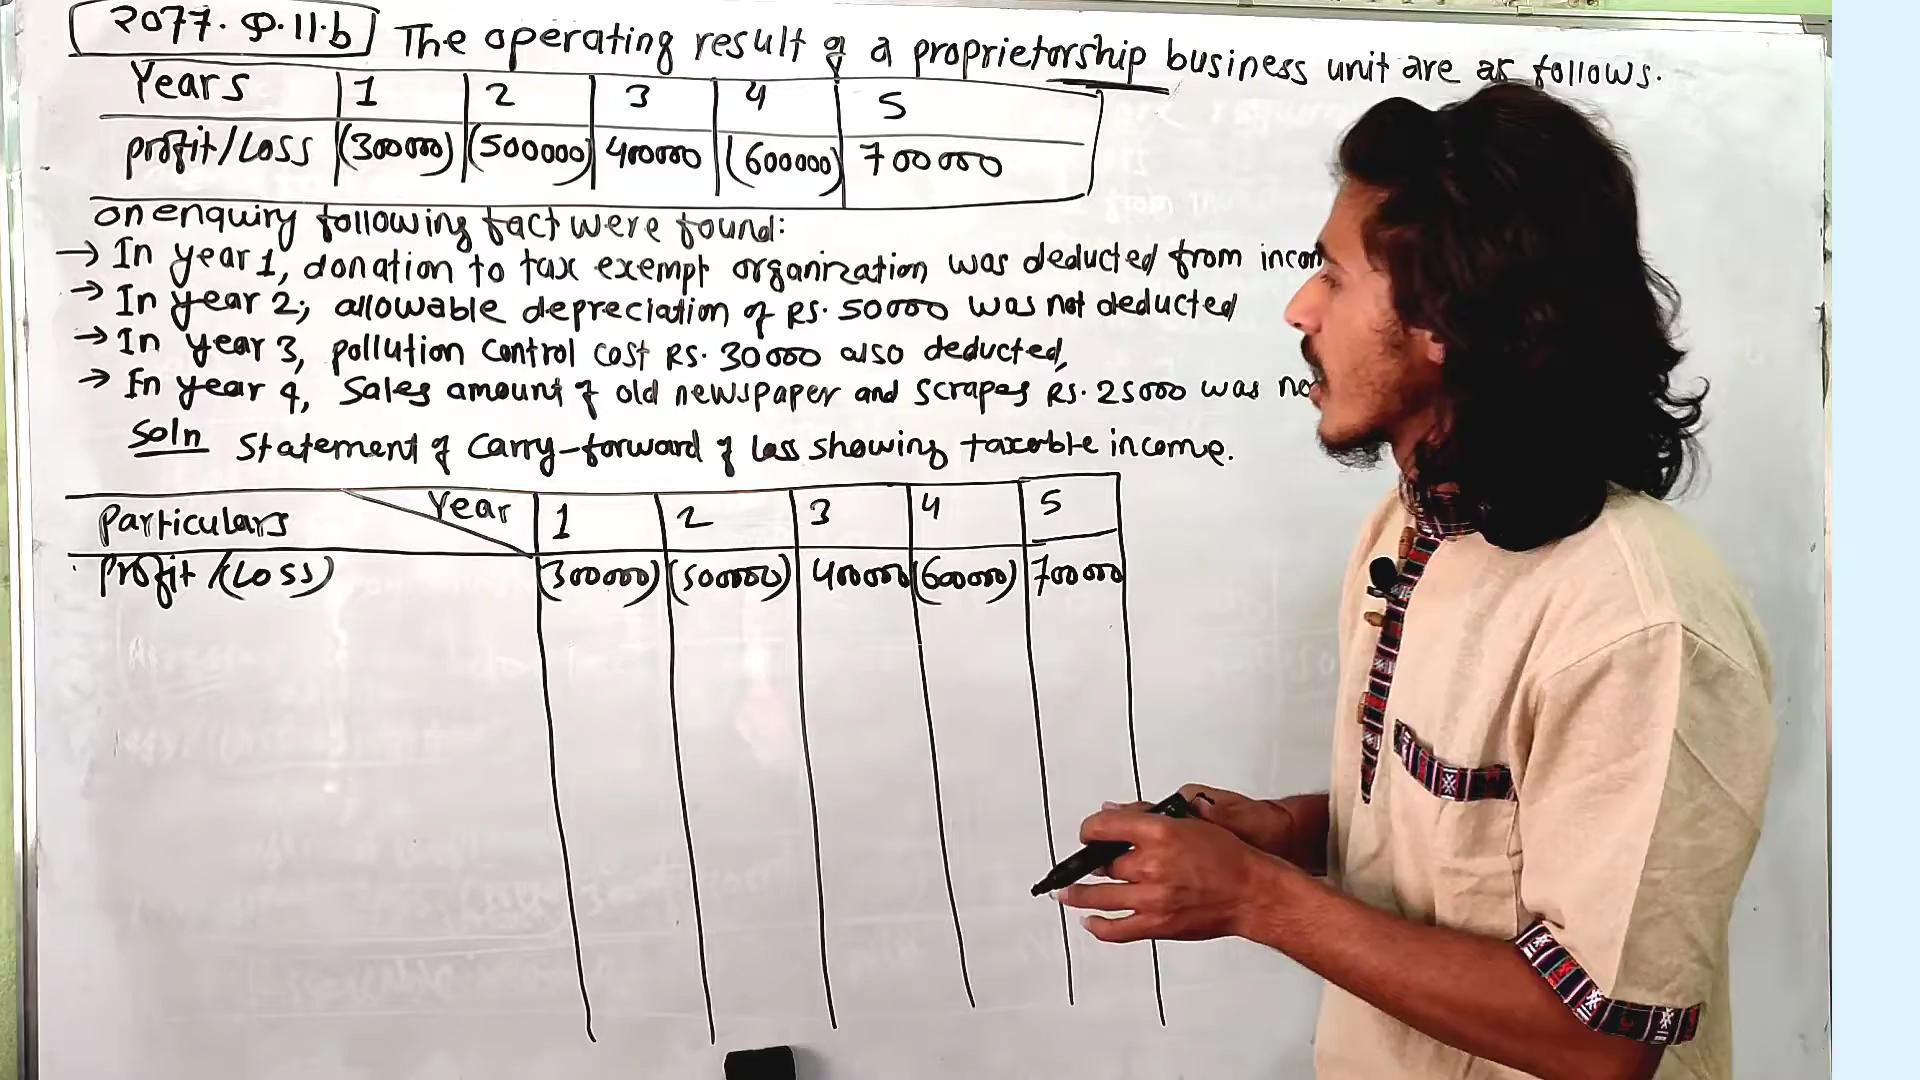 २०७७. प्र.११.b The operating result of a proprietorship business unit are as follows.
Years 1 2 3 4 5
profit/Loss (300000) (500000) 400000 (600000) 700000
on enquiry following fact were found:
→ In year 1, donation to tax exempt organization was deducted from incom
→ In year 2; allowable depreciation of Rs. 50000 was not deducted
→ In year 3, pollution control cost Rs. 30000 also deducted,
→ In year 4, Sales amount of old newspaper and scrapes Rs. 25000 was no
Soln Statement of Carry-forward of loss showing taxable income.
Particulars Year 1 2 3 4 5
Profit/(Loss) (300000) (500000) 400000 (600000) 700000